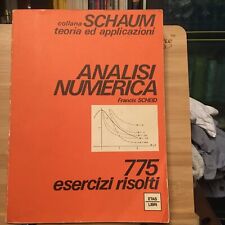 collana SCHAUM
teoria ed applicazioni
ANALISI
NUMERICA
Francis SCHEID
775
esercizi risolti
ETAS
LIBRI